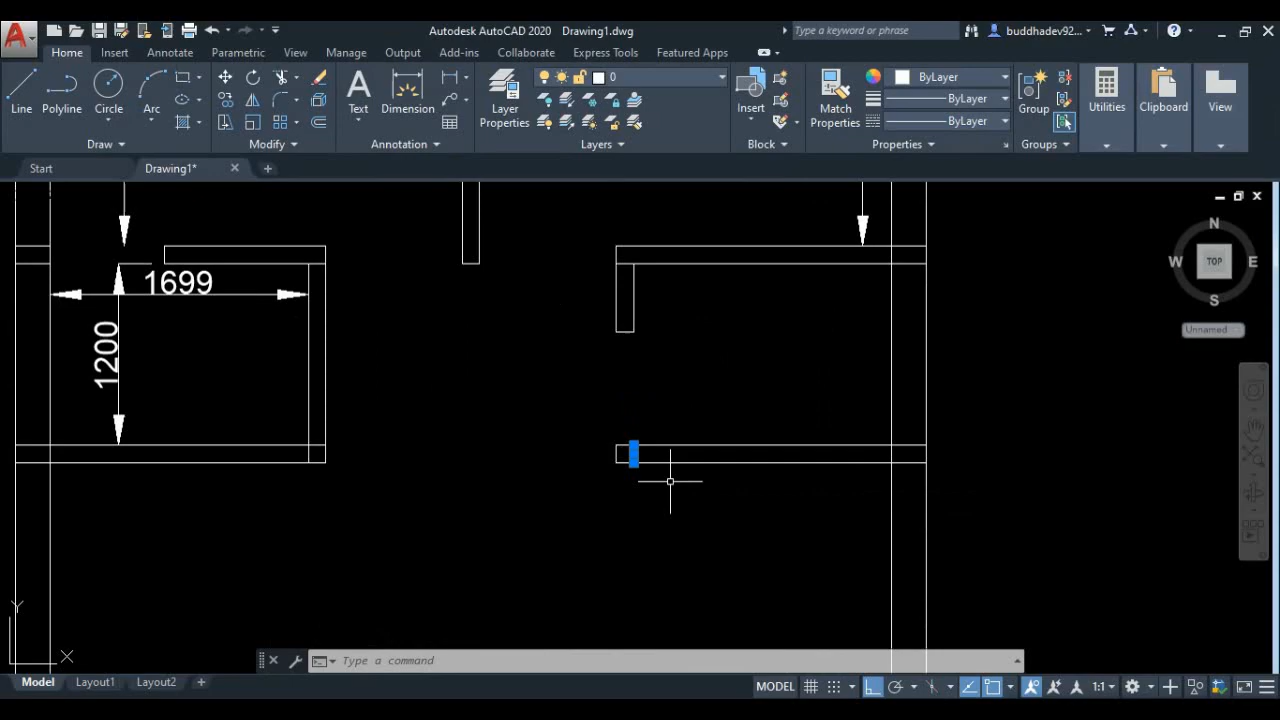 Autodesk AutoCAD 2020 Drawing1.dwg
Type a keyword or phrase
buddhadev92...
Home Insert Annotate Parametric View Manage Output Add-ins Collaborate Express Tools Featured Apps
0
ByLayer
ByLayer
ByLayer
Line Polyline Circle Arc
Text Dimension
Layer Properties
Insert
Match Properties
Group
Utilities
Clipboard
View
Draw Modify Annotation Layers Block Properties Groups
Start Drawing1*
N
W TOP E
S
Unnamed
1699
1200
Y
X
Type a command
Model Layout1 Layout2
MODEL 1:1